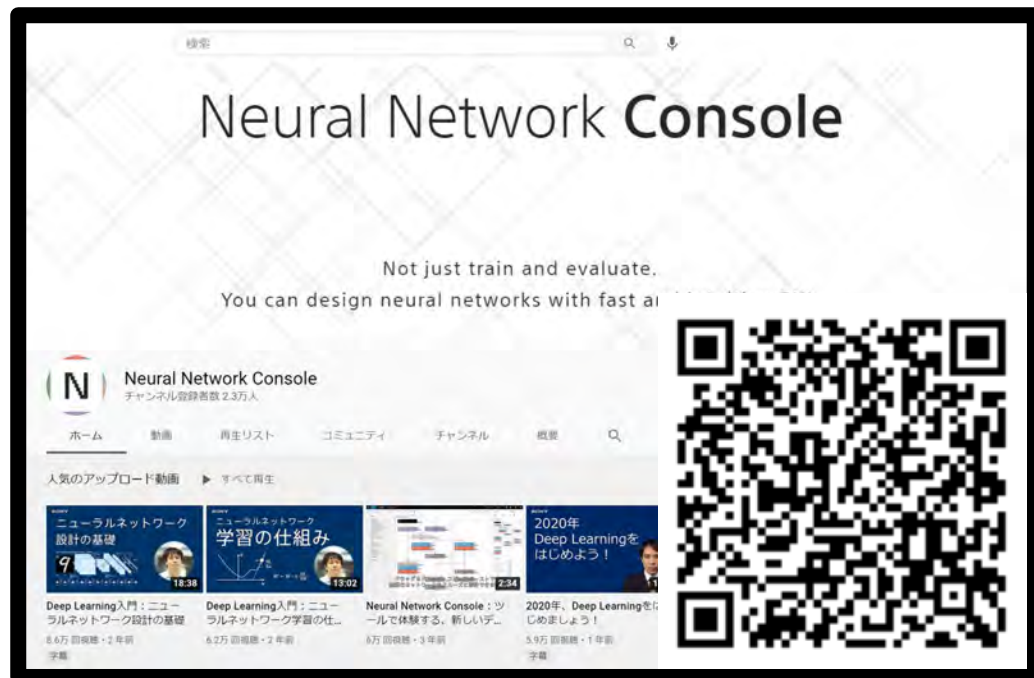 検索
Neural Network Console
Not just train and evaluate.
You can design neural networks with fast
Neural Network Console
チャンネル登録者数 2.3万人
ホーム 動画 再生リスト コミュニティ チャンネル 概要
人気のアップロード動画 ▶ すべて再生
SONY
ニューラルネットワーク
設計の基礎
18:38
Deep Learning入門:ニュー
ラルネットワーク設計の基礎
8.6万 回視聴・2 年前
字幕
SONY
ニューラルネットワーク
学習の仕組み
13:02
Deep Learning入門:ニュー
ラルネットワーク学習の仕...
6.2万 回視聴・2 年前
2:34
Neural Network Console:ツ
ールで体験する、新しいデ...
6万 回視聴・3 年前
SONY
2020年
Deep Learningを
はじめよう!
2020年、Deep Learningをは
じめましょう!
5.9万 回視聴・1 年前
字幕